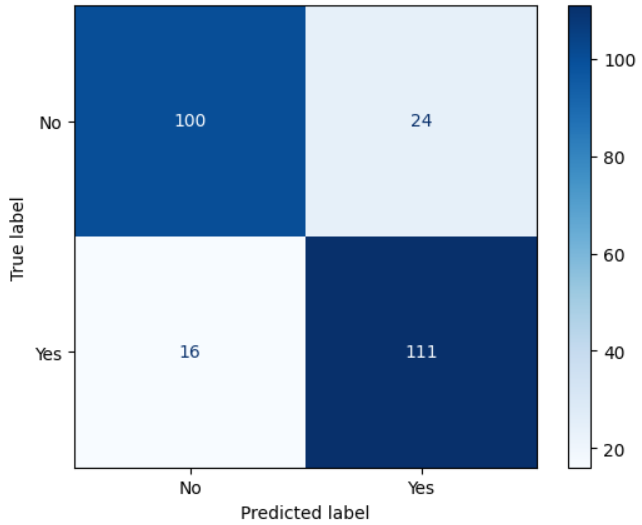 True label
No
100
24
Yes
16
111
No
Yes
Predicted label
100
80
60
40
20